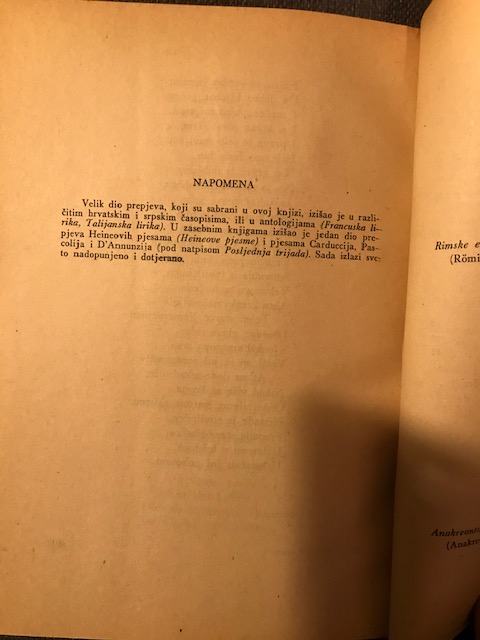 NAPOMENA
Velik dio prepjeva, koji su sabrani u ovoj knjizi, izišao je u razli-
čitim hrvatskim i srpskim časopisima, ili u antologijama (Francuska li-
rika, Talijanska lirika). U zasebnim knjigama izišao je jedan dio pre-
pjeva Heineovih pjesama (Heineove pjesme) i pjesama Carduccija, Pas-
colija i D'Annunzija (pod natpisom Posljednja trijada). Sada izlazi sve
to nadopunjeno i dotjerano.
Rimske e
(Römi
Anakreonti
(Anakre